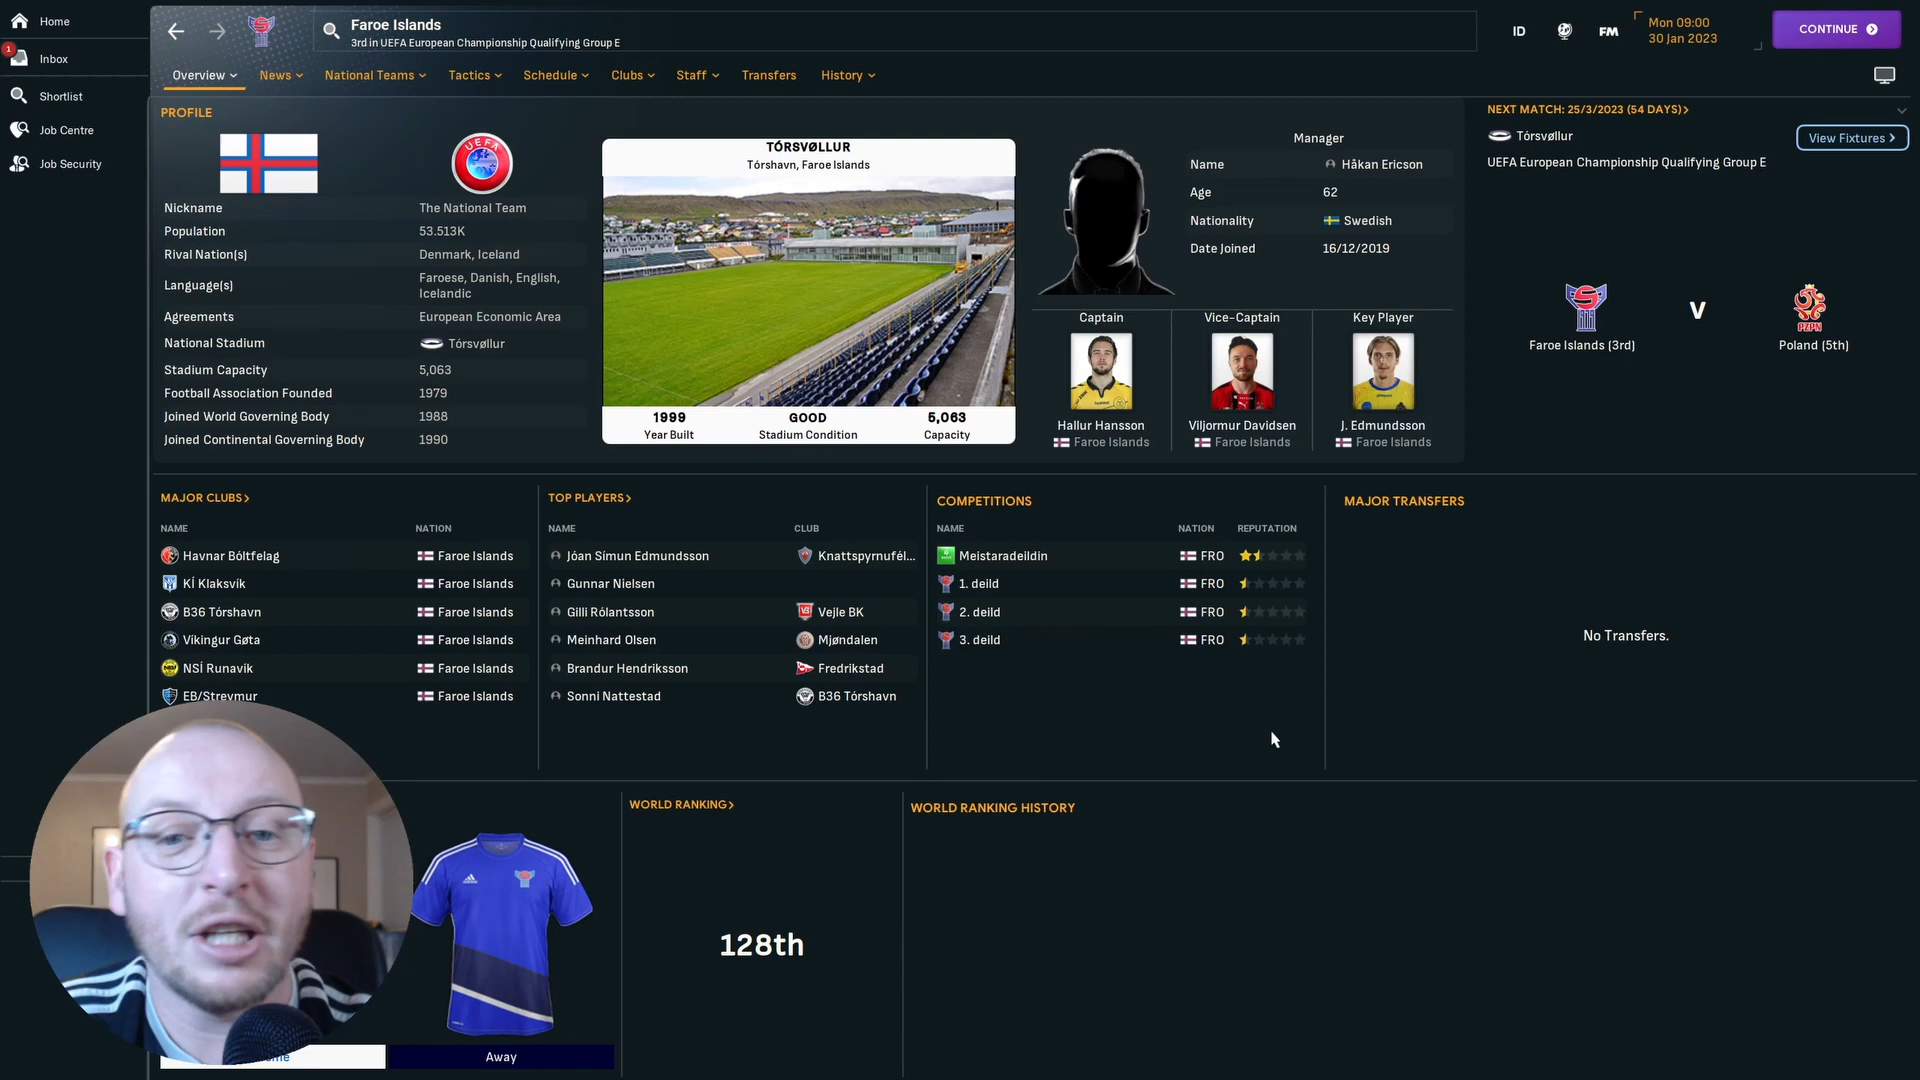 Home
1
Inbox
Shortlist
Job Centre
Job Security
Faroe Islands
3rd in UEFA European Championship Qualifying Group E
ID
FM
Mon 09:00
30 Jan 2023
CONTINUE
Overview
News
National Teams
Tactics
Schedule
Clubs
Staff
Transfers
History
PROFILE
UEFA
Nickname The National Team
Population 53.513K
Rival Nation(s) Denmark, Iceland
Language(s) Faroese, Danish, English,
Icelandic
Agreements European Economic Area
National Stadium Tórsvøllur
Stadium Capacity 5,063
Football Association Founded 1979
Joined World Governing Body 1988
Joined Continental Governing Body 1990
TÓRSVØLLUR
Tórshavn, Faroe Islands
1999 GOOD 5,063
Year Built Stadium Condition Capacity
Manager
Name Håkan Ericson
Age 62
Nationality Swedish
Date Joined 16/12/2019
Captain Vice-Captain Key Player
Hallur Hansson Viljormur Davidsen J. Edmundsson
Faroe Islands Faroe Islands Faroe Islands
NEXT MATCH: 25/3/2023 (54 DAYS)>
Tórsvøllur
View Fixtures >
UEFA European Championship Qualifying Group E
V
PZPN
Faroe Islands (3rd) Poland (5th)
MAJOR CLUBS>
NAME NATION
Havnar Bóltfelag Faroe Islands
KÍ Klaksvík Faroe Islands
B36 Tórshavn Faroe Islands
Víkingur Gøta Faroe Islands
NSÍ Runavík Faroe Islands
EB/Streymur Faroe Islands
TOP PLAYERS>
NAME CLUB
Jóan Símun Edmundsson Knattspyrnufél...
Gunnar Nielsen
Gilli Rólantsson Vejle BK
Meinhard Olsen Mjøndalen
Brandur Hendriksson Fredrikstad
Sonni Nattestad B36 Tórshavn
COMPETITIONS
NAME NATION REPUTATION
Meistaradeildin FRO
1. deild FRO
2. deild FRO
3. deild FRO
MAJOR TRANSFERS
No Transfers.
WORLD RANKING>
128th
WORLD RANKING HISTORY
Away